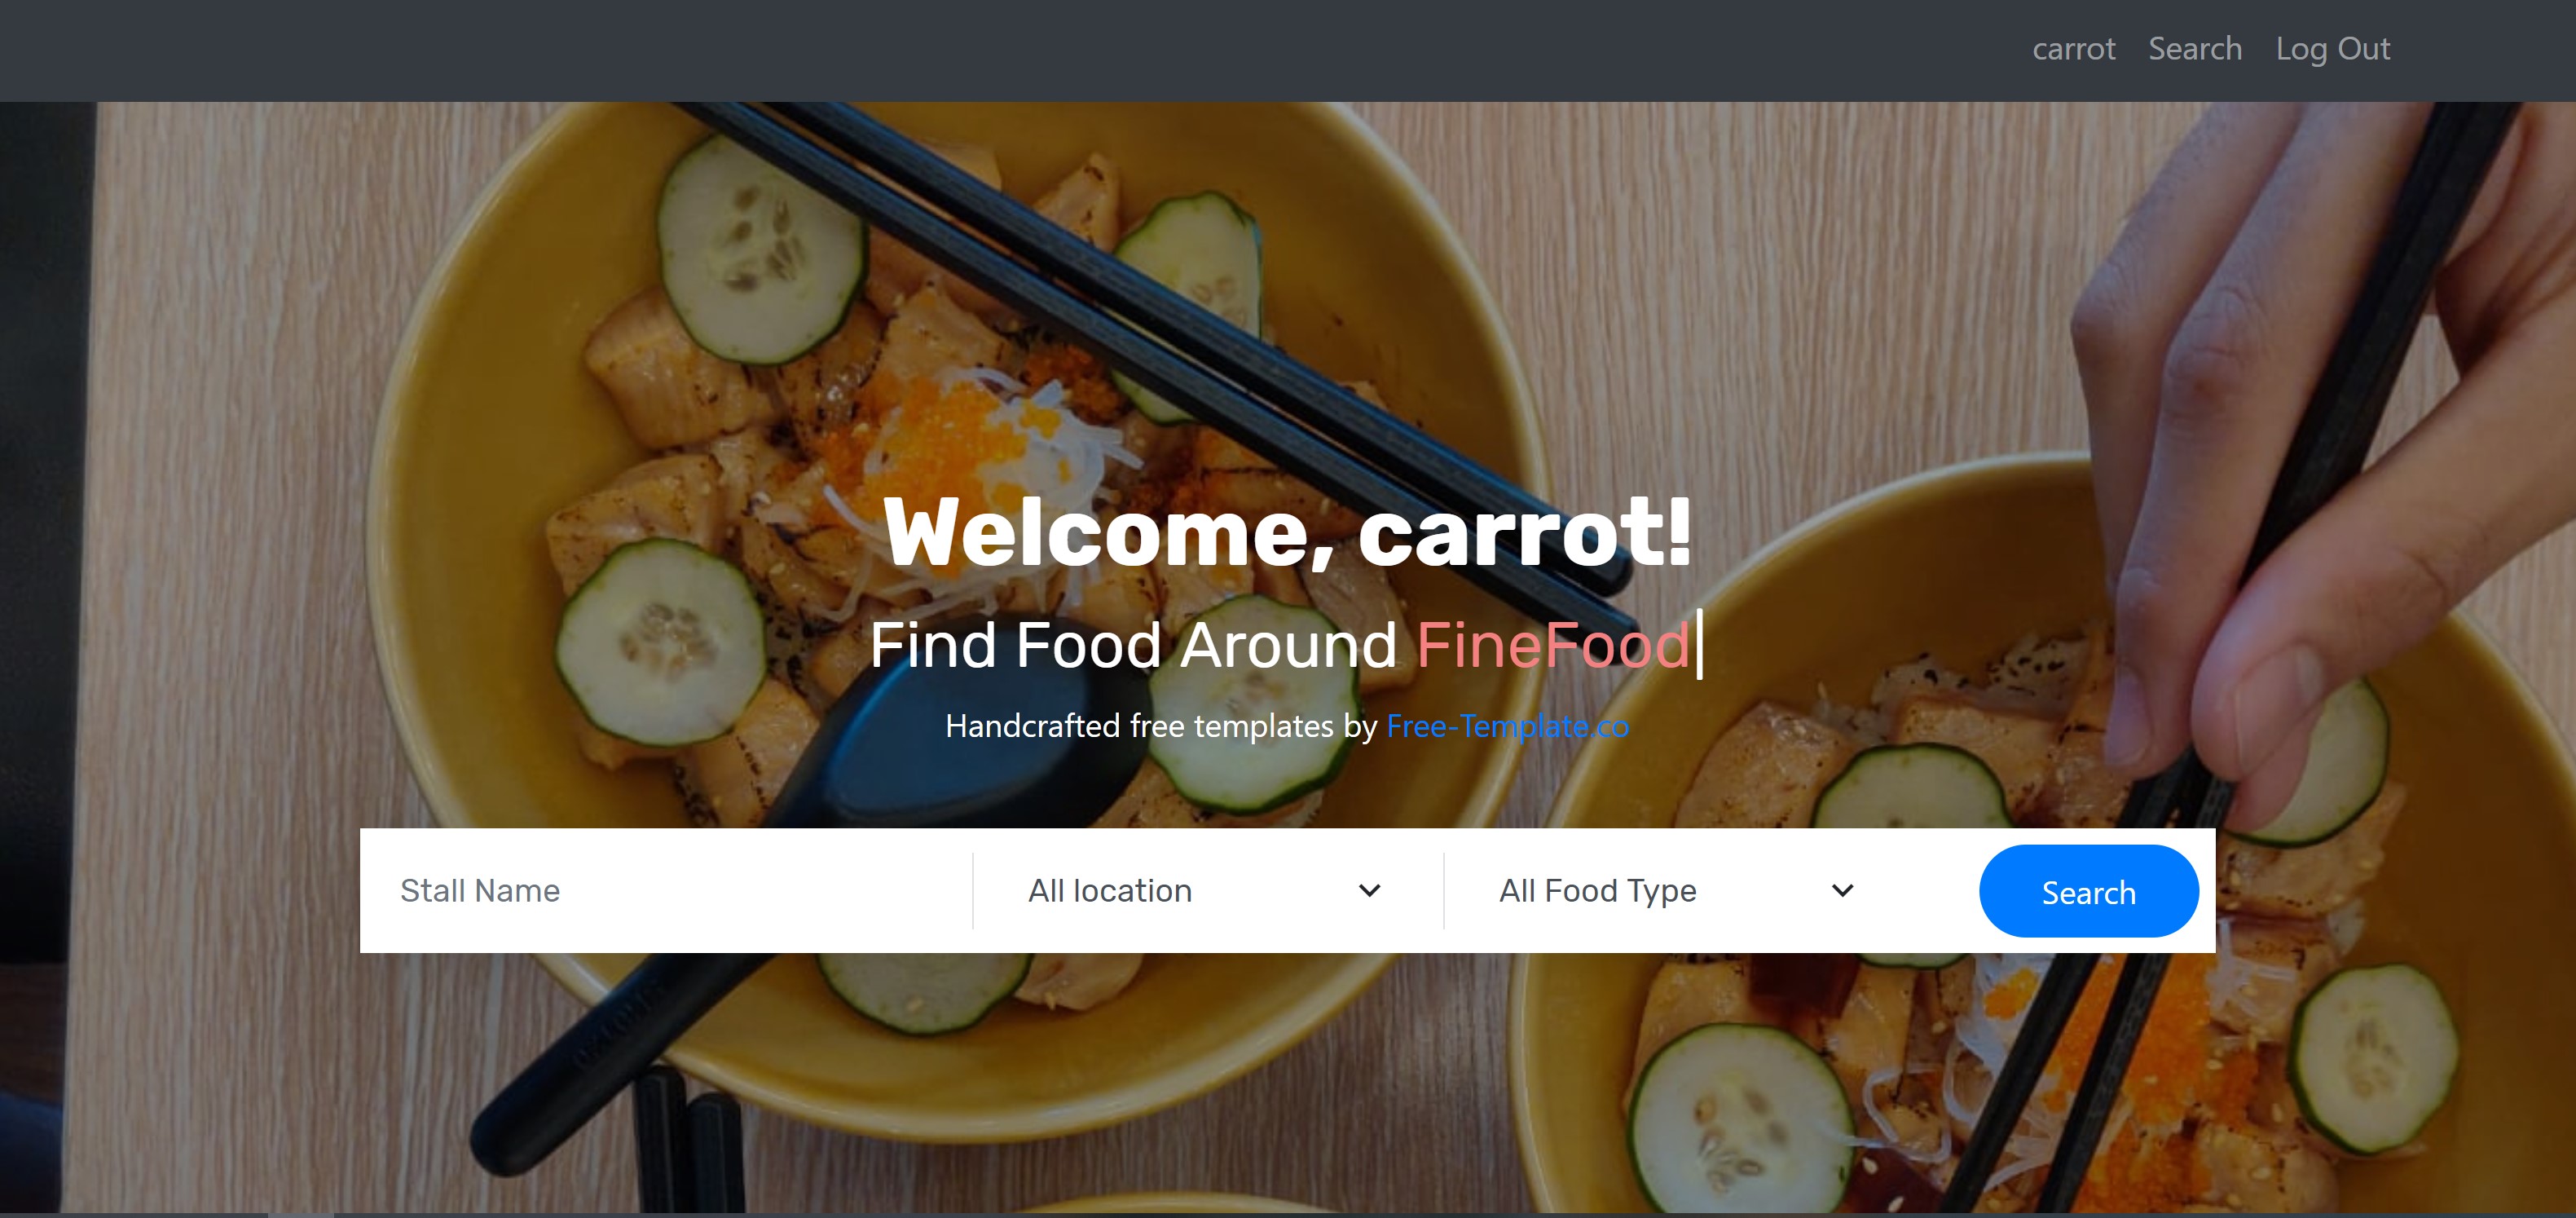 carrot Search Log Out
Welcome, carrot!
Find Food Around FineFood
Handcrafted free templates by Free-Template.co
Stall Name All location All Food Type Search